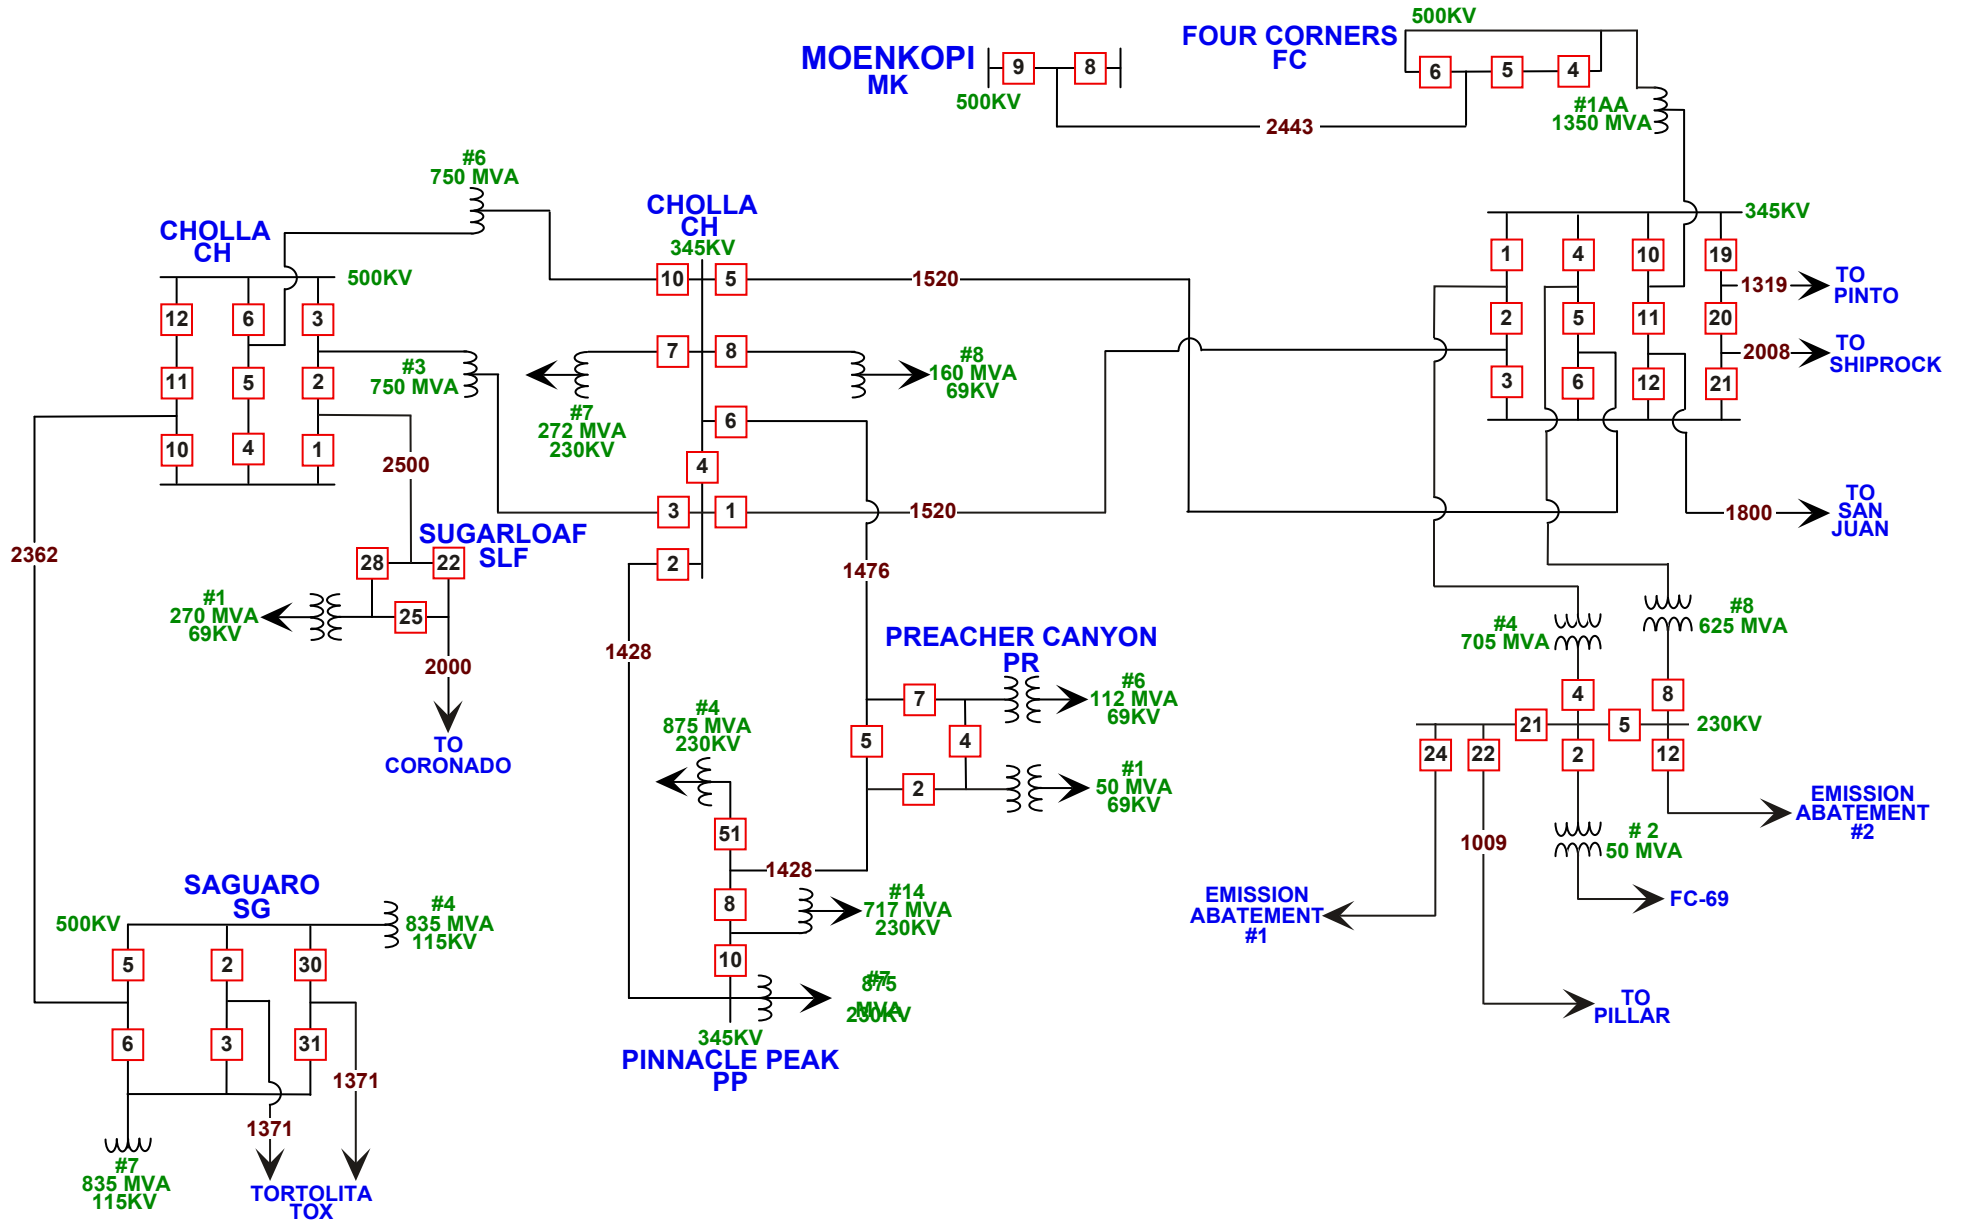 500KV
FOUR CORNERS
FC
MOENKOPI
MK
9
8
500KV
6
5
4
#1AA
1350 MVA
2443
#6
750 MVA
CHOLLA
CH
500KV
CHOLLA
CH
345KV
10
5
1520
345KV
1
4
10
19
1319
TO
PINTO
12
6
3
7
8
2
5
11
20
2008
TO
SHIPROCK
#3
750 MVA
#8
160 MVA
69KV
11
5
2
3
6
12
21
#7
272 MVA
230KV
6
10
4
1
2500
4
3
1
1520
1800
TO
SAN
JUAN
2362
SUGARLOAF
SLF
28
22
2
1476
#1
270 MVA
69KV
25
2000
TO
CORONADO
1428
PREACHER CANYON
PR
7
#6
112 MVA
69KV
5
4
2
#1
50 MVA
69KV
#4
875 MVA
230KV
51
1428
8
#14
717 MVA
230KV
10
#7
875
MVA
230KV
345KV
PINNACLE PEAK
PP
#4
705 MVA
#8
625 MVA
4
8
21
5
230KV
24
22
2
12
EMISSION
ABATEMENT
#2
1009
# 2
50 MVA
FC-69
EMISSION
ABATEMENT
#1
TO
PILLAR
SAGUARO
SG
500KV
#4
835 MVA
115KV
5
2
30
6
3
31
1371
1371
#7
835 MVA
115KV
TORTOLITA
TOX